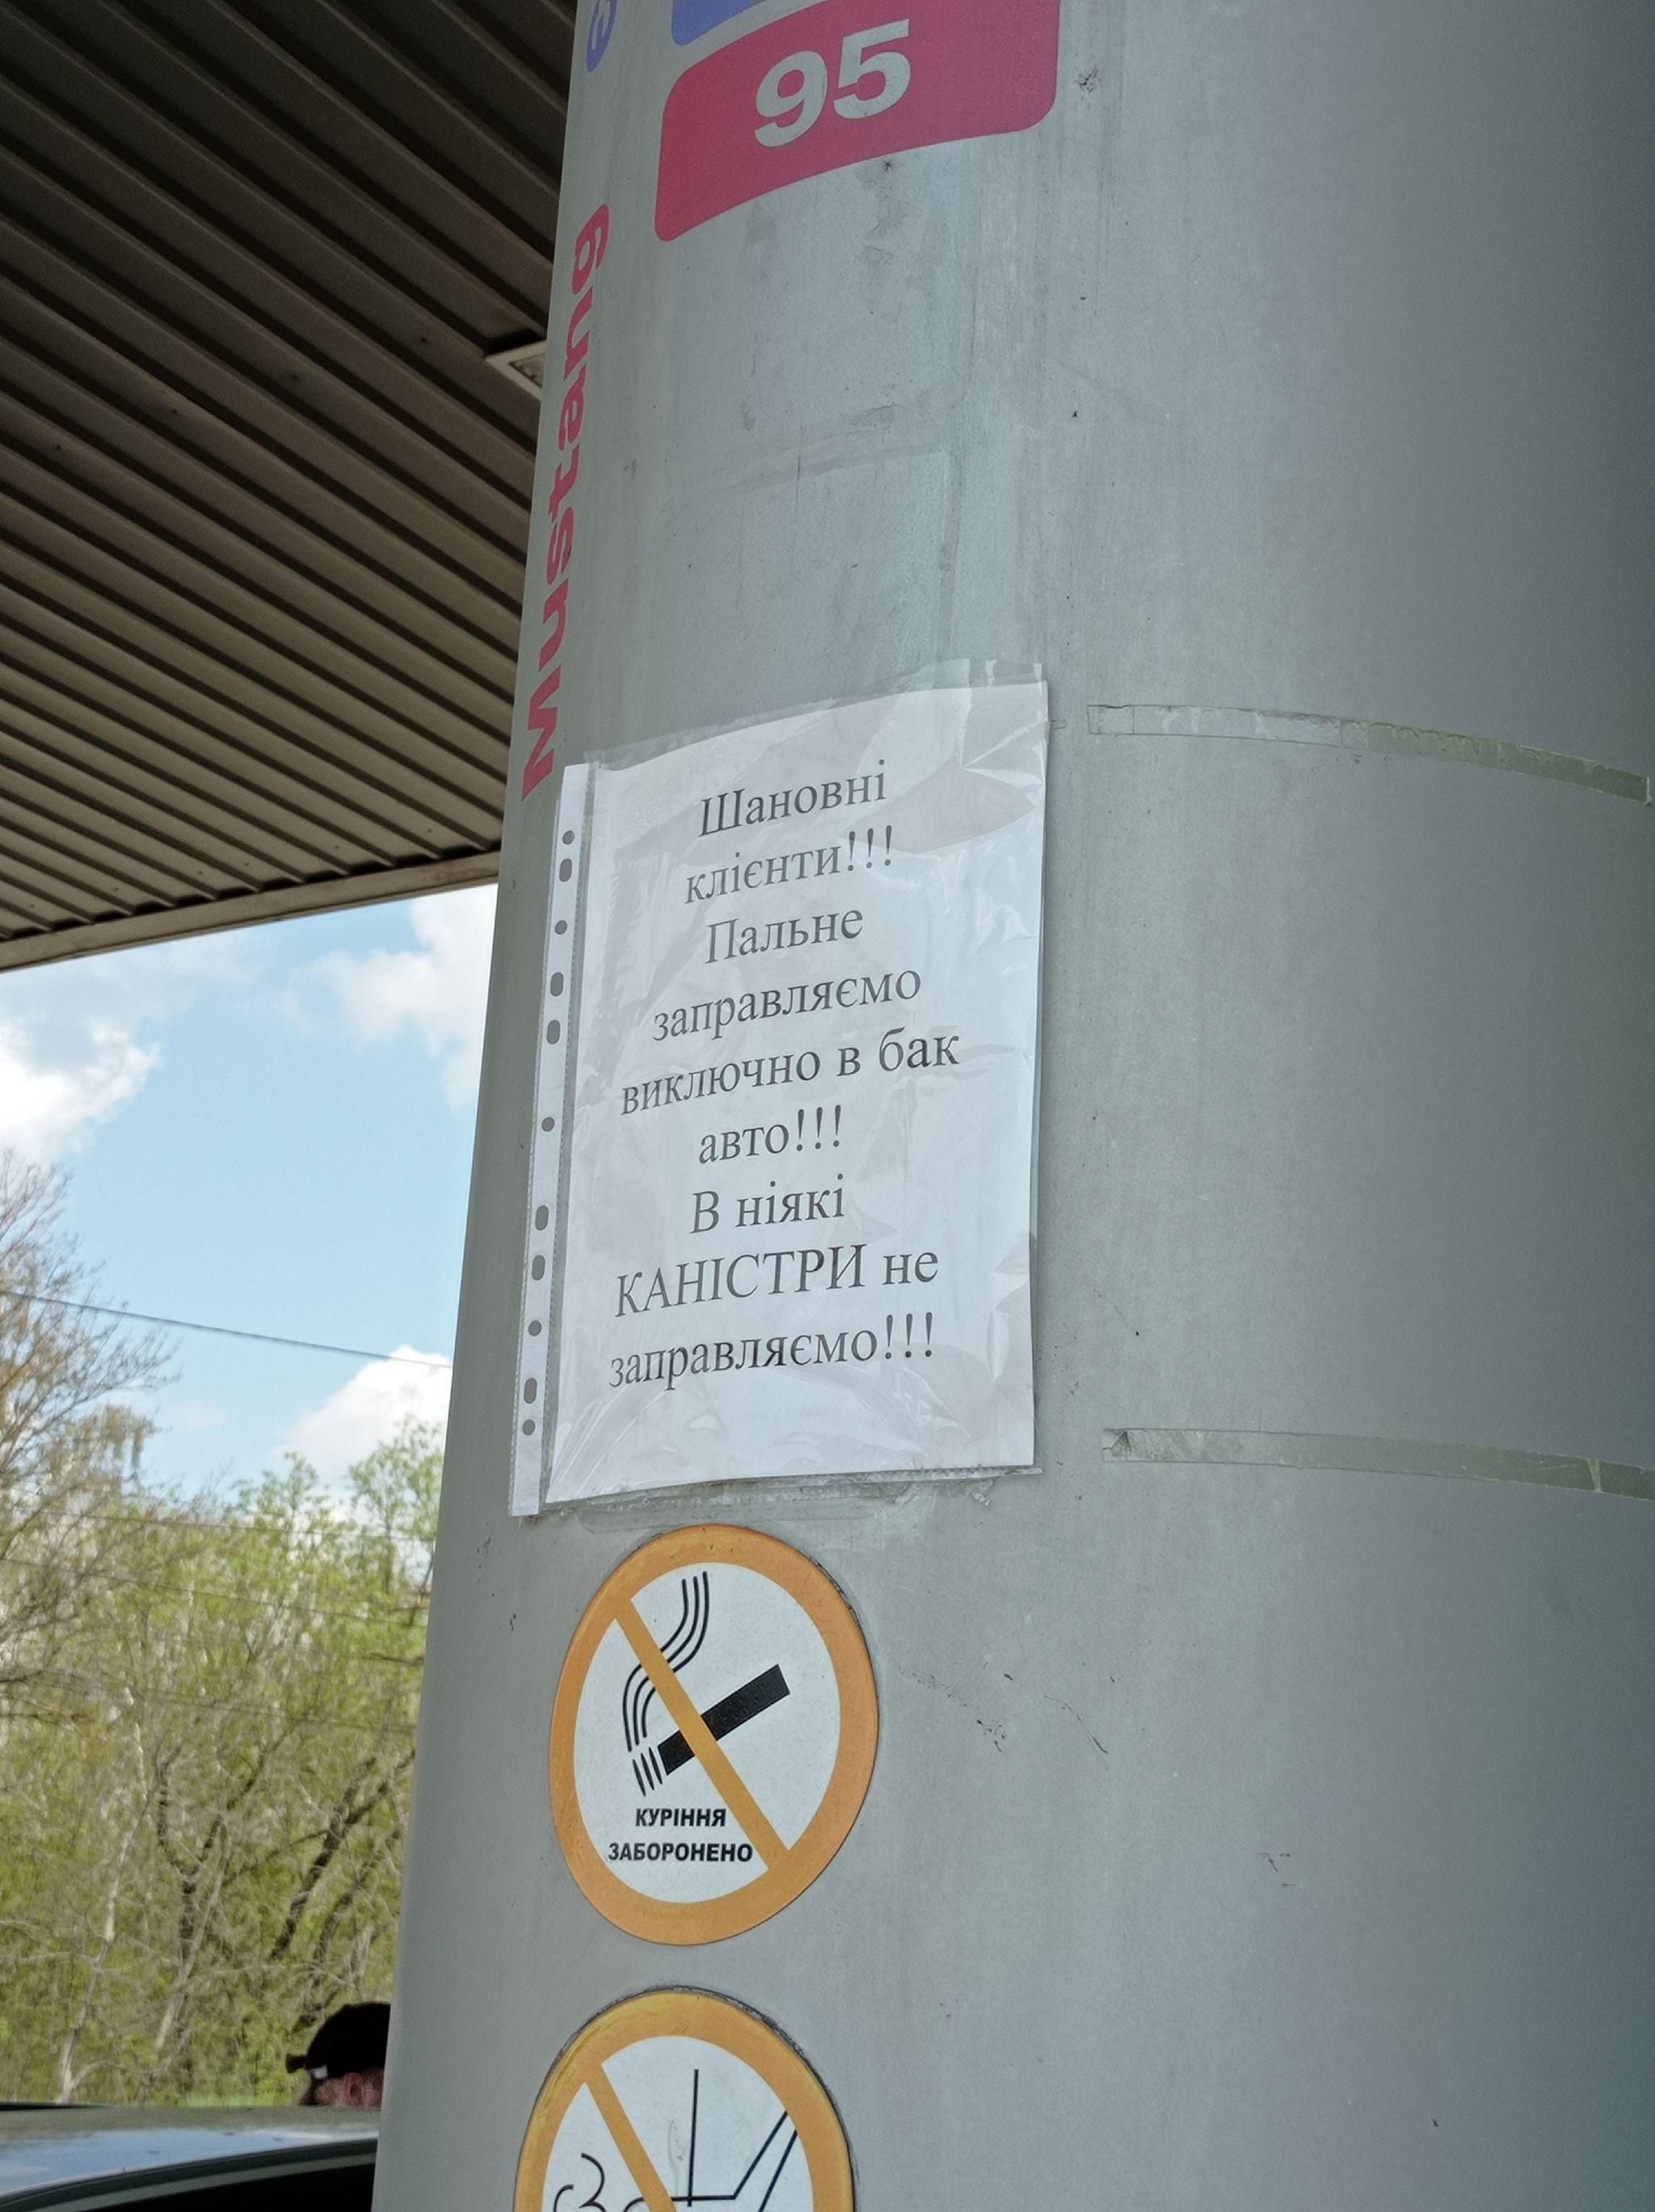 95
Mustang
Шановні
клієнти!!!
Пальне
заправляємо
виключно в бак
авто!!!
В ніякі
КАНІСТРИ не
заправляємо!!!
КУРІННЯ
ЗАБОРОНЕНО